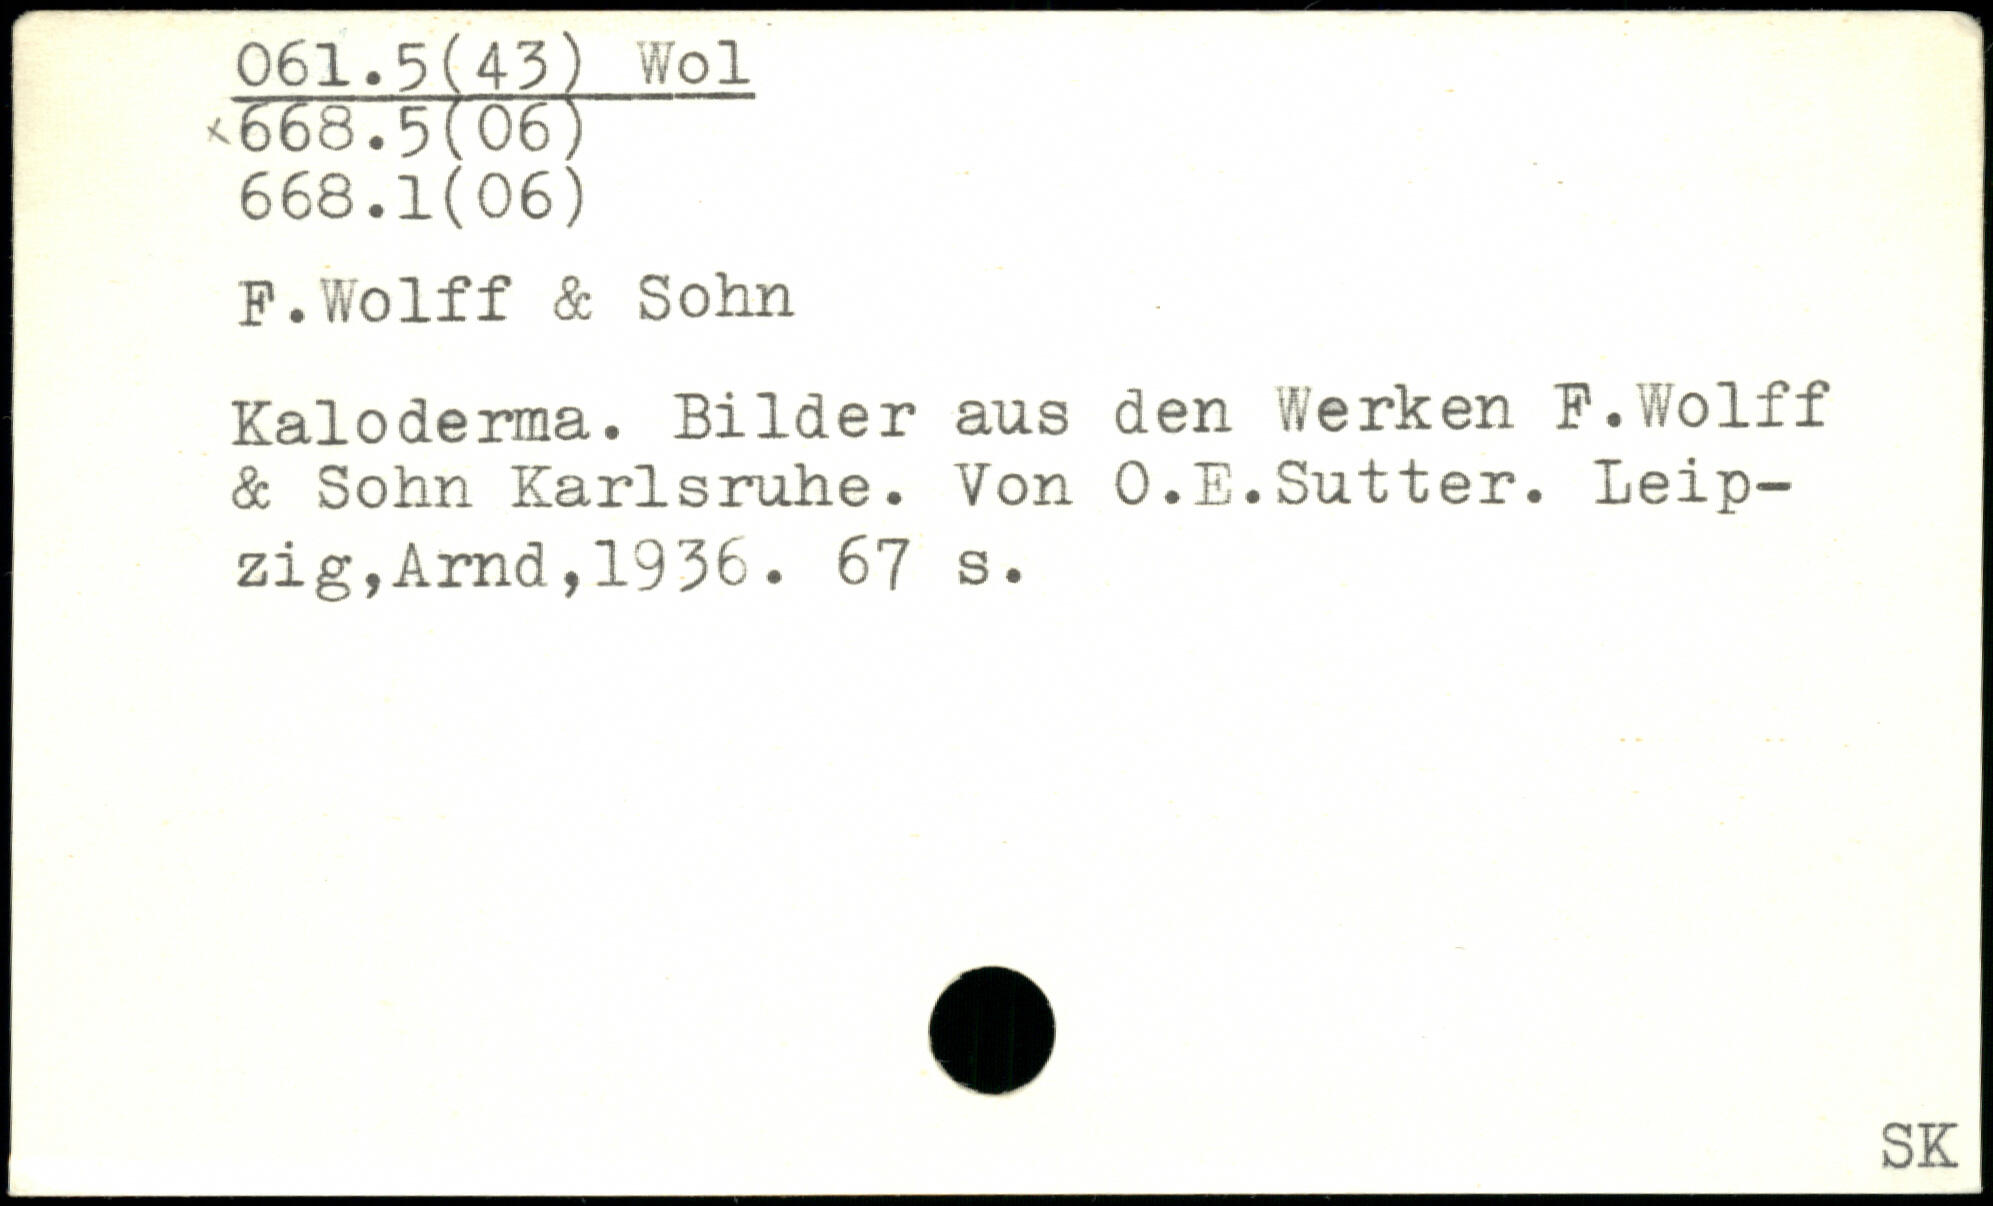 061.5(43) Wol
x668.5(06)
668.1(06)
F.Wolff & Sohn
Kaloderma. Bilder aus den Werken F.Wolff
& Sohn Karlsruhe. Von O.E.Sutter. Leip-
zig,Arnd,1936. 67 s.
SK